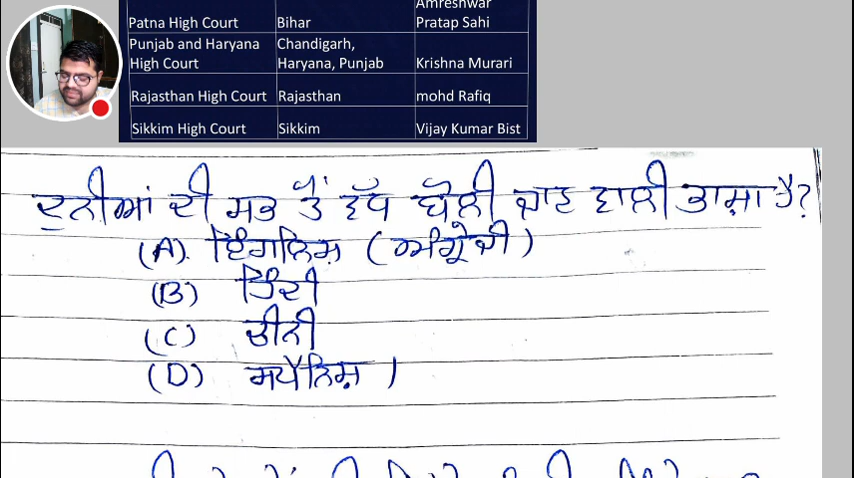 Amreshwar
Patna High Court Bihar Pratap Sahi
Punjab and Haryana Chandigarh,
High Court Haryana, Punjab Krishna Murari
Rajasthan High Court Rajasthan mohd Rafiq
Sikkim High Court Sikkim Vijay Kumar Bist
ਦੁਨੀਆਂ ਦੀ ਸਭ ਤੋਂ ਵੱਧ ਬੋਲੀ ਜਾਣ ਵਾਲੀ ਭਾਸ਼ਾ ਹੈ?
(A). ਇੰਗਲਿਸ਼ (ਅੰਗ੍ਰੇਜੀ)
(B) ਹਿੰਦੀ
(C) ਚੀਨੀ
(D) ਸਪੈਨਿਸ਼ ।